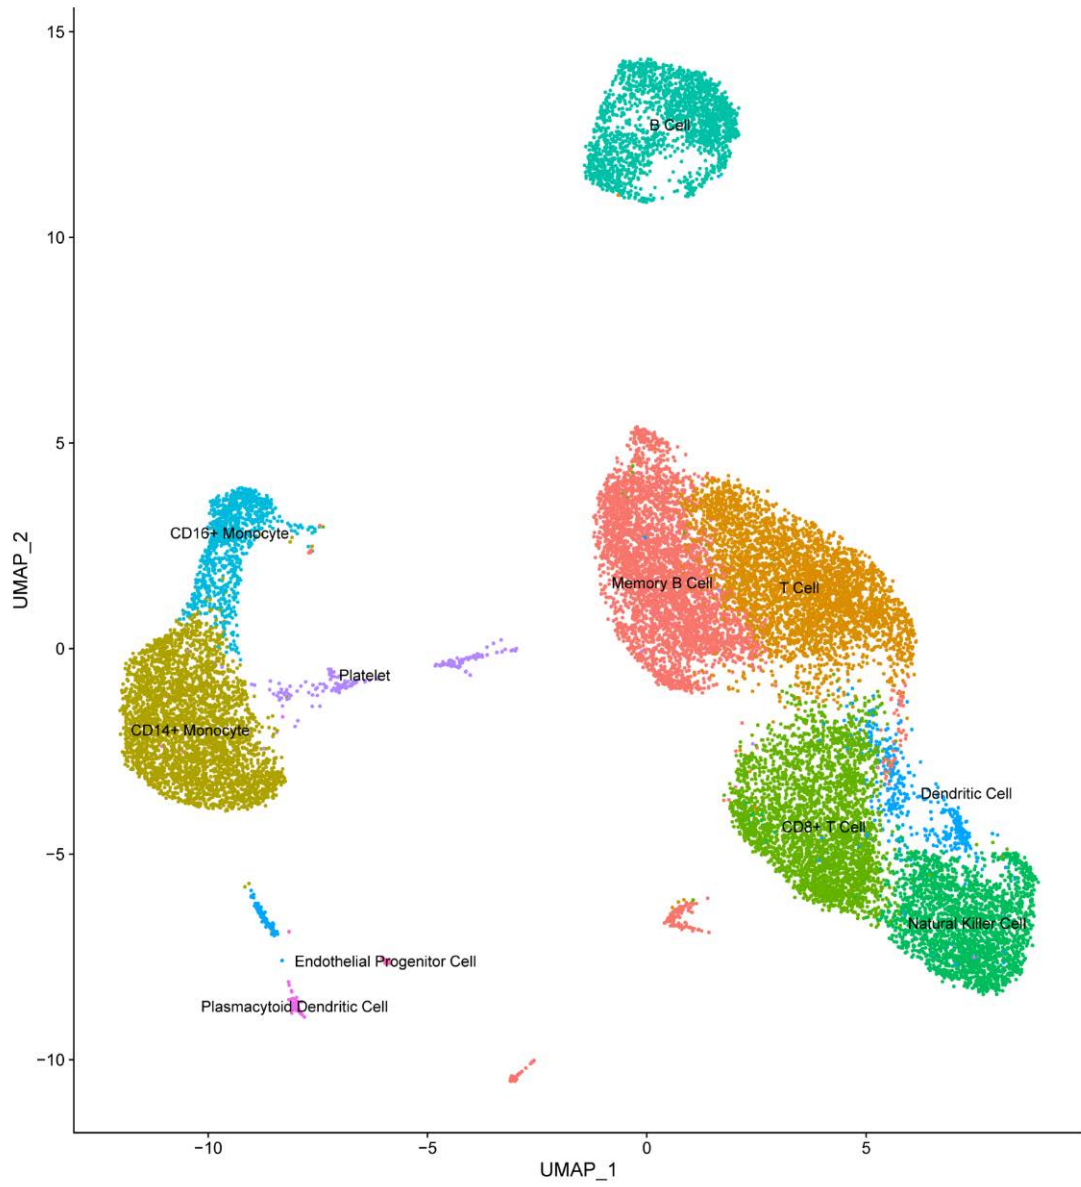 15
10
5
0
−5
−10
UMAP_2
B Cell
CD16+ Monocyte
Memory B Cell
T Cell
Platelet
CD14+ Monocyte
Dendritic Cell
CD8+ T Cell
Natural Killer Cell
Endothelial Progenitor Cell
Plasmacytoid Dendritic Cell
−10
−5
0
5
UMAP_1